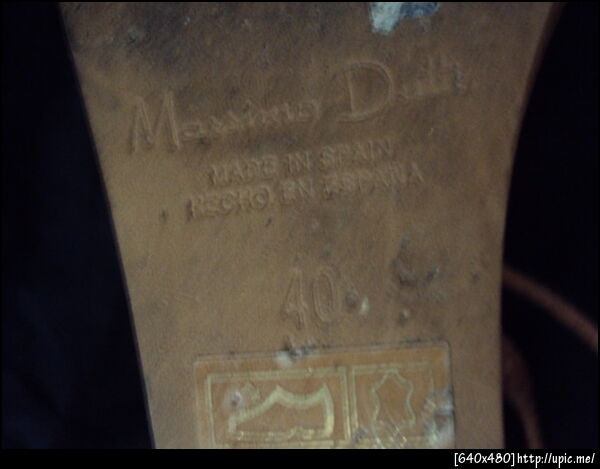 Massimo Dutti
MADE IN SPAIN
HECHO EN ESPAÑA
40
[640x480]http://upic.me/